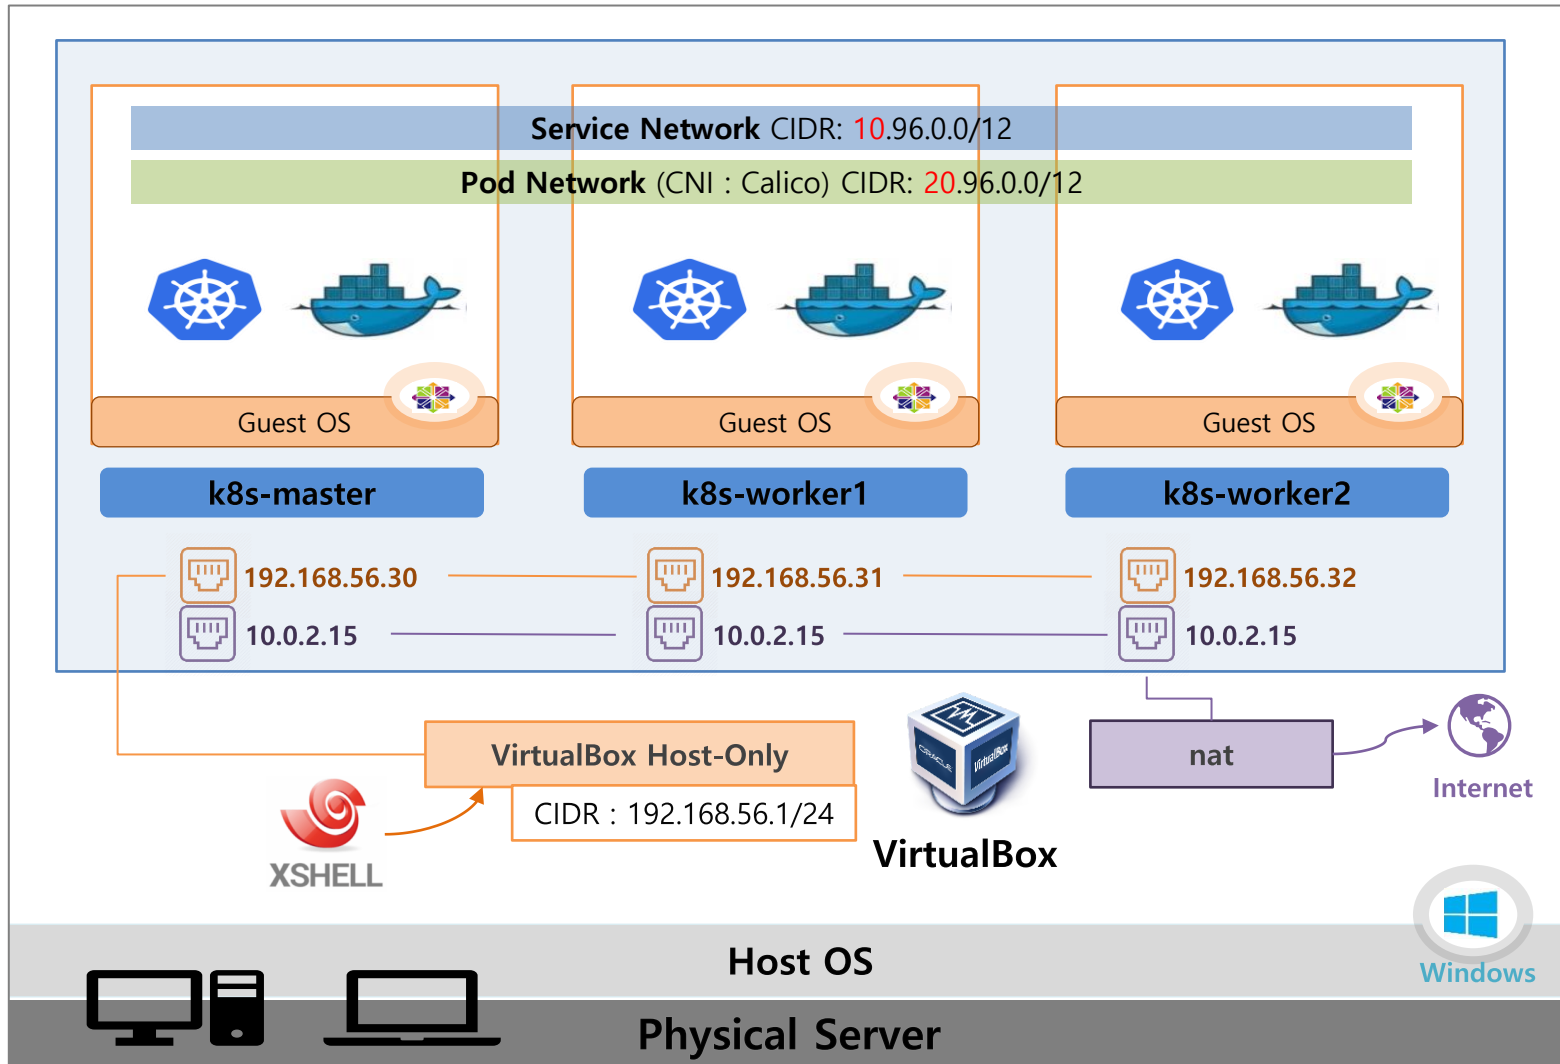 Service Network CIDR: 10.96.0.0/12
Pod Network (CNI : Calico) CIDR: 20.96.0.0/12
Guest OS
Guest OS
Guest OS
k8s-master
k8s-worker1
k8s-worker2
192.168.56.30
192.168.56.31
192.168.56.32
10.0.2.15
10.0.2.15
10.0.2.15
VirtualBox Host-Only
CIDR : 192.168.56.1/24
XSHELL
ORACLE
VirtualBox
VirtualBox
nat
Internet
Host OS
Windows
Physical Server